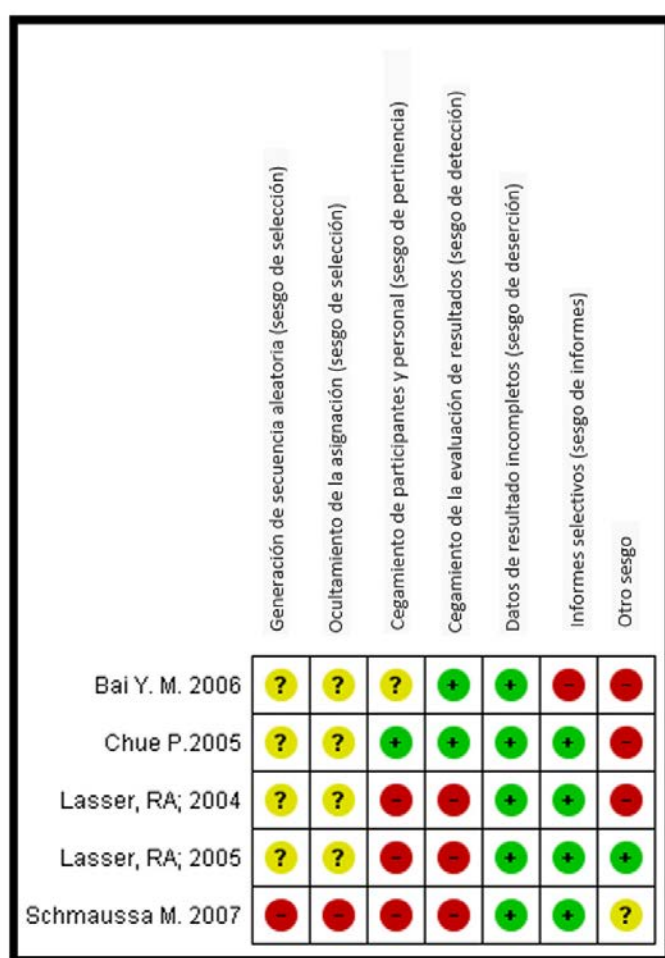 Generación de secuencia aleatoria (sesgo de selección)
Ocultamiento de la asignación (sesgo de selección)
Cegamiento de participantes y personal (sesgo de pertinencia)
Cegamiento de la evaluación de resultados (sesgo de detección)
Datos de resultado incompletos (sesgo de deserción)
Informes selectivos (sesgo de informes)
Otro sesgo
Bai Y. M. 2006 ? ? ? + + - -
Chue P.2005 ? ? + + + + -
Lasser, RA; 2004 ? ? - - + + -
Lasser, RA; 2005 ? ? - - + + +
Schmaussa M. 2007 - - - - + + ?